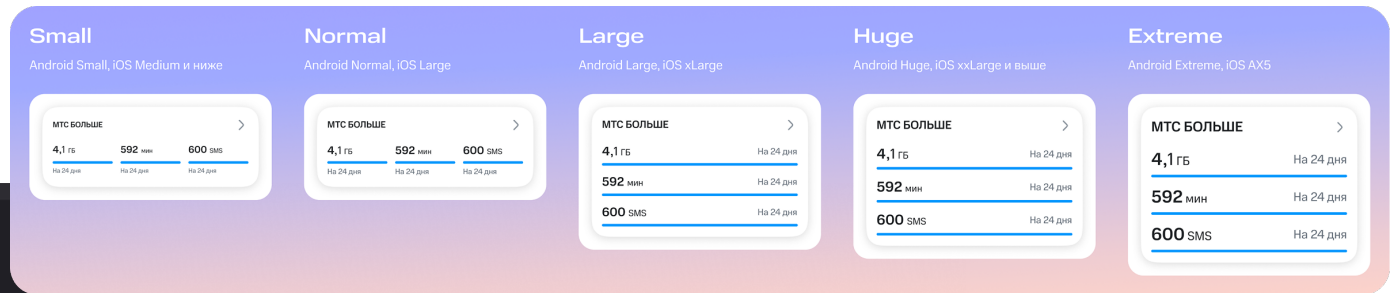 Small
Android Small, iOS Medium и ниже
МТС БОЛЬШЕ
4,1 ГБ
592 мин
600 SMS
На 24 дня
На 24 дня
На 24 дня
Normal
Android Normal, iOS Large
МТС БОЛЬШЕ
4,1 ГБ
592 мин
600 SMS
На 24 дня
На 24 дня
На 24 дня
Large
Android Large, iOS xLarge
МТС БОЛЬШЕ
4,1 ГБ На 24 дня
592 мин На 24 дня
600 SMS На 24 дня
Huge
Android Huge, iOS xxLarge и выше
МТС БОЛЬШЕ
4,1 ГБ На 24 дня
592 мин На 24 дня
600 SMS На 24 дня
Extreme
Android Extreme, iOS AX5
МТС БОЛЬШЕ
4,1 ГБ На 24 дня
592 мин На 24 дня
600 SMS На 24 дня